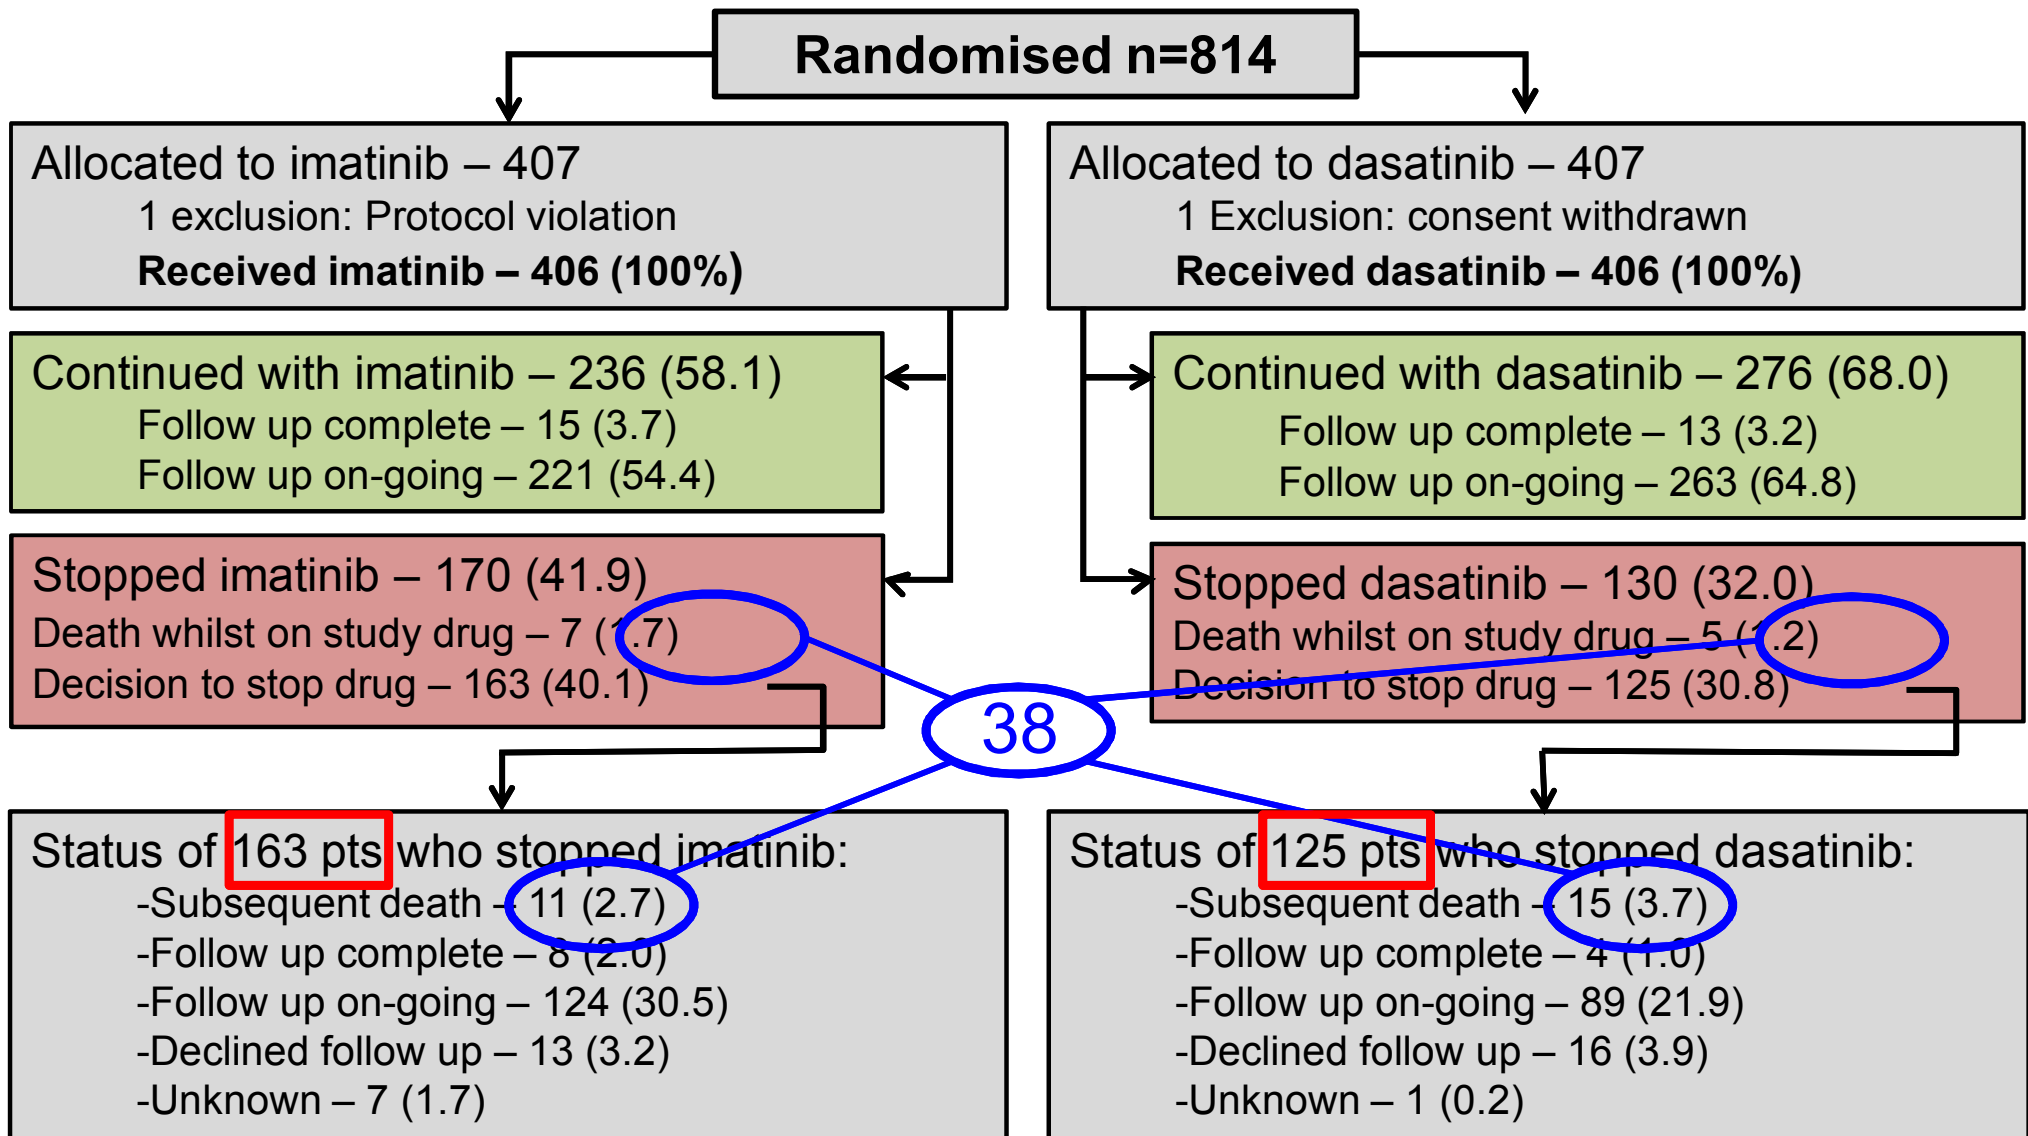 Randomised n=814
Allocated to imatinib – 407
1 exclusion: Protocol violation
Received imatinib – 406 (100%)
Allocated to dasatinib – 407
1 Exclusion: consent withdrawn
Received dasatinib – 406 (100%)
Continued with imatinib – 236 (58.1)
Follow up complete – 15 (3.7)
Follow up on-going – 221 (54.4)
Continued with dasatinib – 276 (68.0)
Follow up complete – 13 (3.2)
Follow up on-going – 263 (64.8)
Stopped imatinib – 170 (41.9)
Death whilst on study drug – 7 (1.7)
Decision to stop drug – 163 (40.1)
Stopped dasatinib – 130 (32.0)
Death whilst on study drug – 5 (1.2)
Decision to stop drug – 125 (30.8)
38
Status of 163 pts who stopped imatinib:
-Subsequent death – 11 (2.7)
-Follow up complete – 8 (2.0)
-Follow up on-going – 124 (30.5)
-Declined follow up – 13 (3.2)
-Unknown – 7 (1.7)
Status of 125 pts who stopped dasatinib:
-Subsequent death – 15 (3.7)
-Follow up complete – 4 (1.0)
-Follow up on-going – 89 (21.9)
-Declined follow up – 16 (3.9)
-Unknown – 1 (0.2)